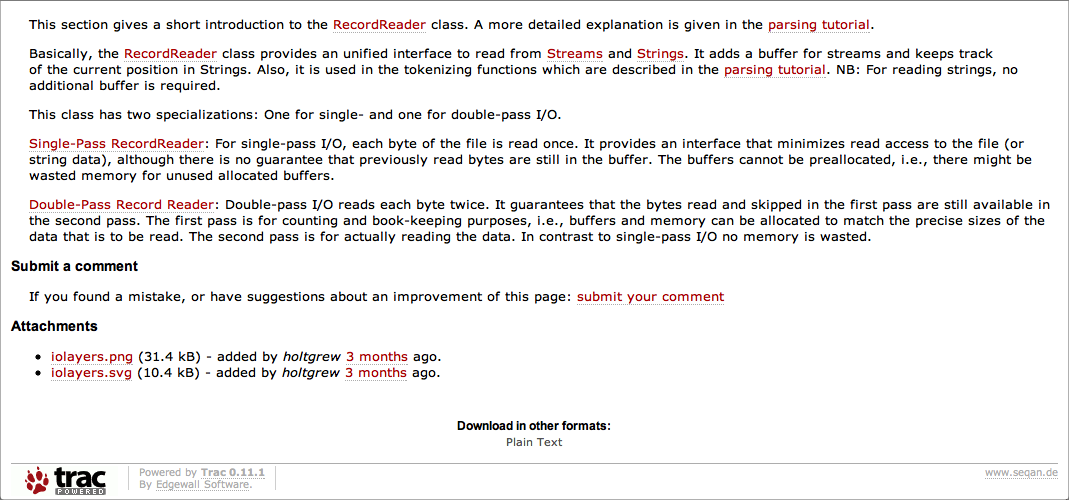 This section gives a short introduction to the RecordReader class. A more detailed explanation is given in the parsing tutorial.
Basically, the RecordReader class provides an unified interface to read from Streams and Strings. It adds a buffer for streams and keeps track
of the current position in Strings. Also, it is used in the tokenizing functions which are described in the parsing tutorial. NB: For reading strings, no
additional buffer is required.
This class has two specializations: One for single- and one for double-pass I/O.
Single-Pass RecordReader: For single-pass I/O, each byte of the file is read once. It provides an interface that minimizes read access to the file (or
string data), although there is no guarantee that previously read bytes are still in the buffer. The buffers cannot be preallocated, i.e., there might be
wasted memory for unused allocated buffers.
Double-Pass Record Reader: Double-pass I/O reads each byte twice. It guarantees that the bytes read and skipped in the first pass are still available in
the second pass. The first pass is for counting and book-keeping purposes, i.e., buffers and memory can be allocated to match the precise sizes of the
data that is to be read. The second pass is for actually reading the data. In contrast to single-pass I/O no memory is wasted.
Submit a comment
If you found a mistake, or have suggestions about an improvement of this page: submit your comment
Attachments
• iolayers.png (31.4 kB) - added by holtgrew 3 months ago.
• iolayers.svg (10.4 kB) - added by holtgrew 3 months ago.
Download in other formats:
Plain Text
trac
POWERED
Powered by Trac 0.11.1
By Edgewall Software.
www.seqan.de